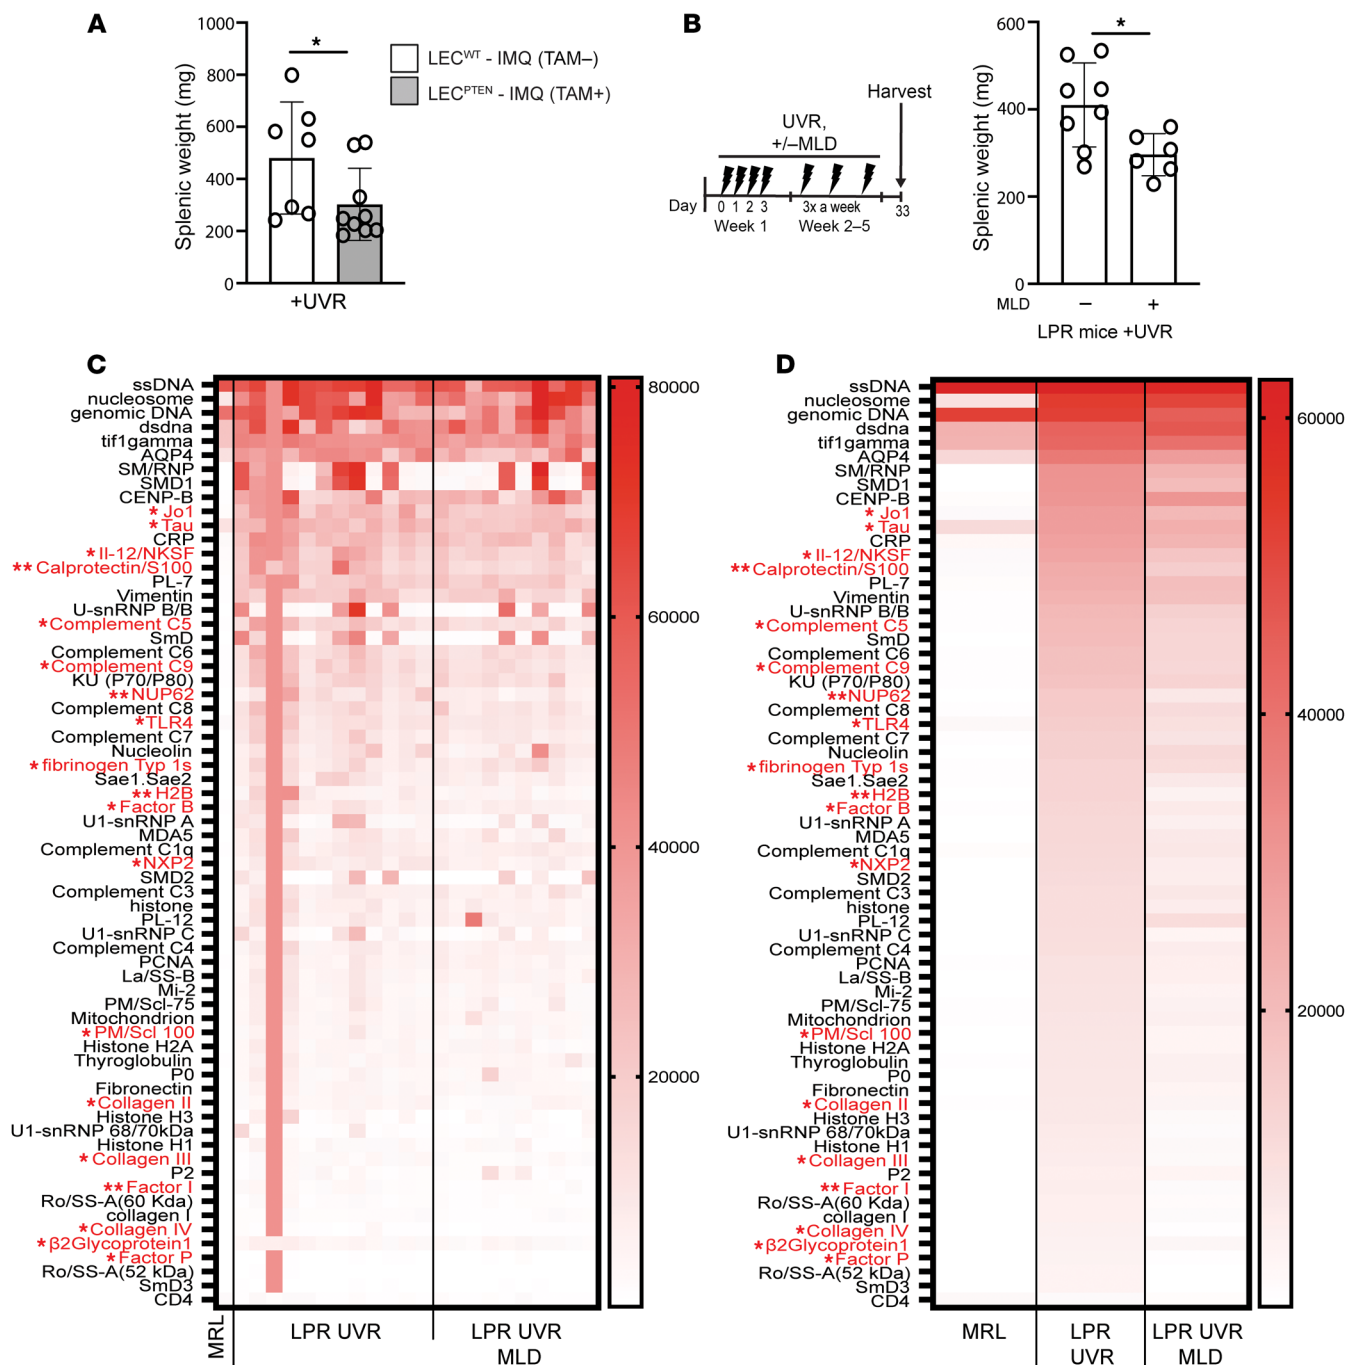 A
1000
800
600
400
200
0
Splenic weight (mg)
*
+UVR
LECWT - IMQ (TAM–)
LECPTEN - IMQ (TAM+)
B
UVR,
+/–MLD
Harvest
Day
0 1 2 3
3x a week
33
Week 1
Week 2–5
600
400
200
0
Splenic weight (mg)
*
MLD
– +
LPR mice +UVR
C
ssDNA
nucleosome
genomic DNA
dsdna
tif1gamma
AQP4
SM/RNP
SMD1
CENP-B
* Jo1
* Tau
CRP
* Il-12/NKSF
** Calprotectin/S100
PL-7
Vimentin
U-snRNP B/B
*Complement C5
SmD
Complement C6
*Complement C9
KU (P70/P80)
**NUP62
Complement C8
*TLR4
Complement C7
Nucleolin
*fibrinogen Typ 1s
Sae1.Sae2
**H2B
*Factor B
U1-snRNP A
MDA5
Complement C1q
*NXP2
SMD2
Complement C3
histone
PL-12
U1-snRNP C
Complement C4
PCNA
La/SS-B
Mi-2
PM/Scl-75
Mitochondrion
*PM/Scl 100
Histone H2A
Thyroglobulin
P0
Fibronectin
*Collagen II
Histone H3
U1-snRNP 68/70kDa
Histone H1
*Collagen III
P2
**Factor I
Ro/SS-A(60 Kda)
collagen I
*Collagen IV
*β2Glycoprotein1
*Factor P
Ro/SS-A(52 kDa)
SmD3
CD4
80000
60000
40000
20000
MRL
LPR UVR
LPR UVR
MLD
D
ssDNA
nucleosome
genomic DNA
dsdna
tif1gamma
AQP4
SM/RNP
SMD1
CENP-B
* Jo1
* Tau
CRP
* Il-12/NKSF
** Calprotectin/S100
PL-7
Vimentin
U-snRNP B/B
*Complement C5
SmD
Complement C6
*Complement C9
KU (P70/P80)
**NUP62
Complement C8
*TLR4
Complement C7
Nucleolin
*fibrinogen Typ 1s
Sae1.Sae2
**H2B
*Factor B
U1-snRNP A
MDA5
Complement C1q
*NXP2
SMD2
Complement C3
histone
PL-12
U1-snRNP C
Complement C4
PCNA
La/SS-B
Mi-2
PM/Scl-75
Mitochondrion
*PM/Scl 100
Histone H2A
Thyroglobulin
P0
Fibronectin
*Collagen II
Histone H3
U1-snRNP 68/70kDa
Histone H1
*Collagen III
P2
**Factor I
Ro/SS-A(60 Kda)
collagen I
*Collagen IV
*β2Glycoprotein1
*Factor P
Ro/SS-A(52 kDa)
SmD3
CD4
60000
40000
20000
MRL
LPR
UVR
LPR UVR
MLD